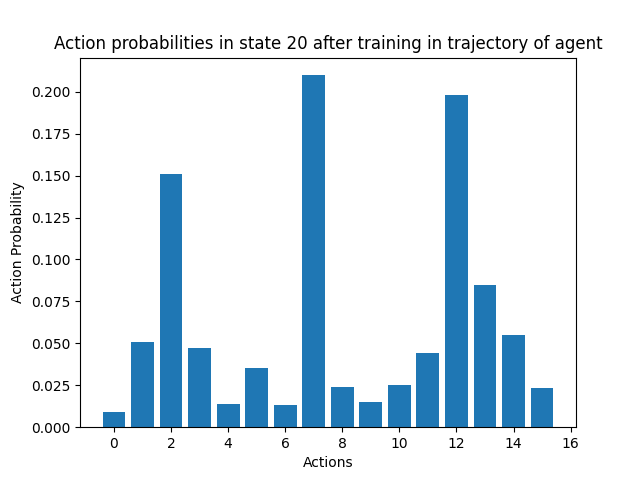 Action probabilities in state 20 after training in trajectory of agent
0.200
0.175
0.150
0.125
0.100
0.075
0.050
0.025
0.000
Action Probability
0 2 4 6 8 10 12 14 16
Actions